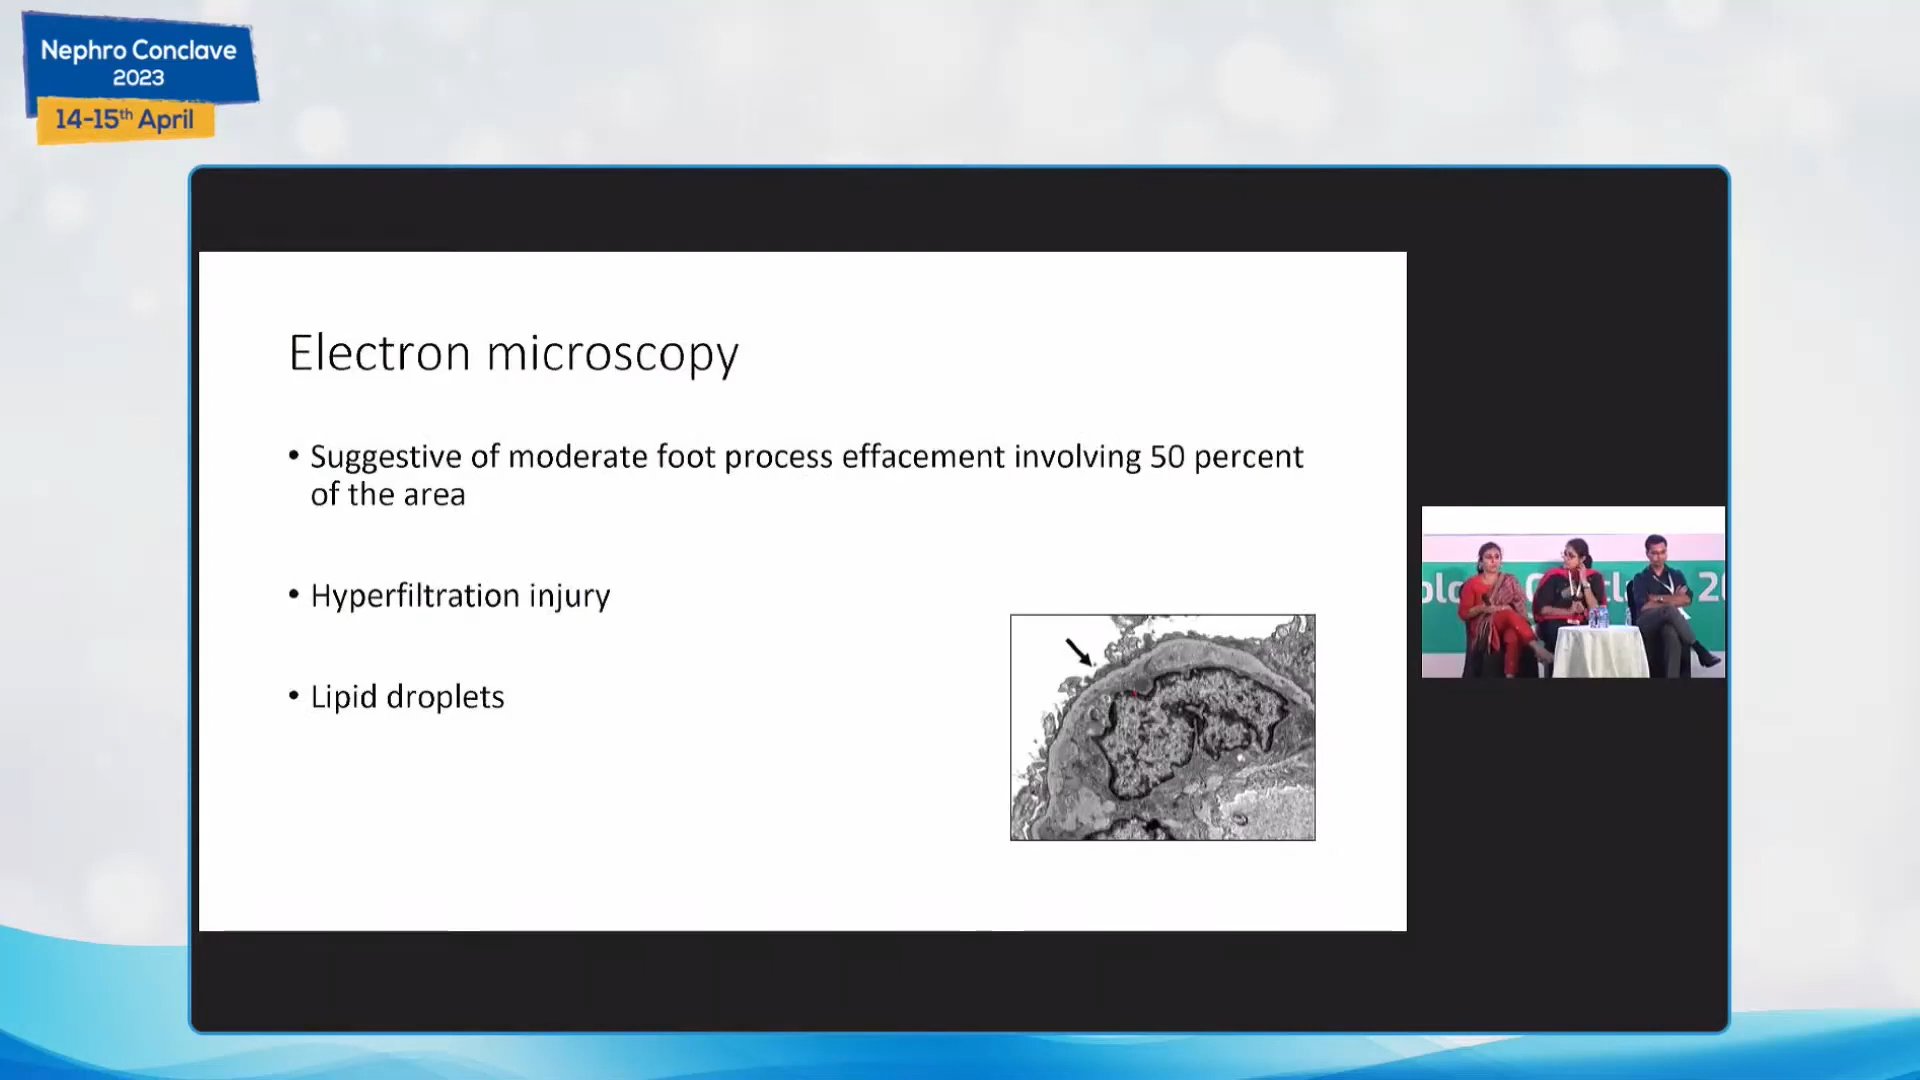 Nephro Conclave
2023
14-15th April
Electron microscopy
• Suggestive of moderate foot process effacement involving 50 percent
of the area
• Hyperfiltration injury
• Lipid droplets